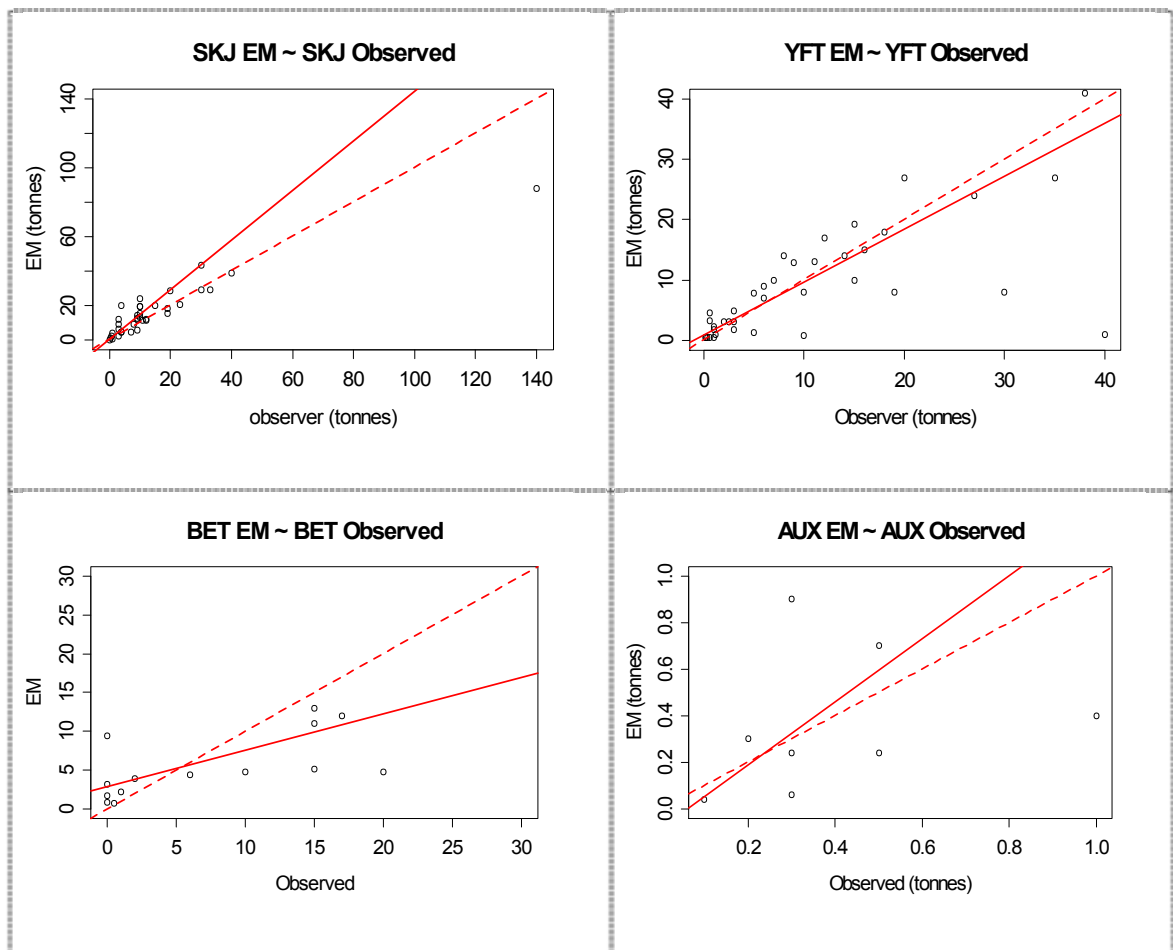 SKJ EM ~ SKJ Observed
140
100
60
20
0
EM (tonnes)
0 20 40 60 80 100 120 140
observer (tonnes)
YFT EM ~ YFT Observed
40
30
20
10
0
EM (tonnes)
0 10 20 30 40
Observer (tonnes)
BET EM ~ BET Observed
30
25
20
15
10
5
0
EM
0 5 10 15 20 25 30
Observed
AUX EM ~ AUX Observed
1.0
0.8
0.6
0.4
0.2
0.0
EM (tonnes)
0.2 0.4 0.6 0.8 1.0
Observed (tonnes)